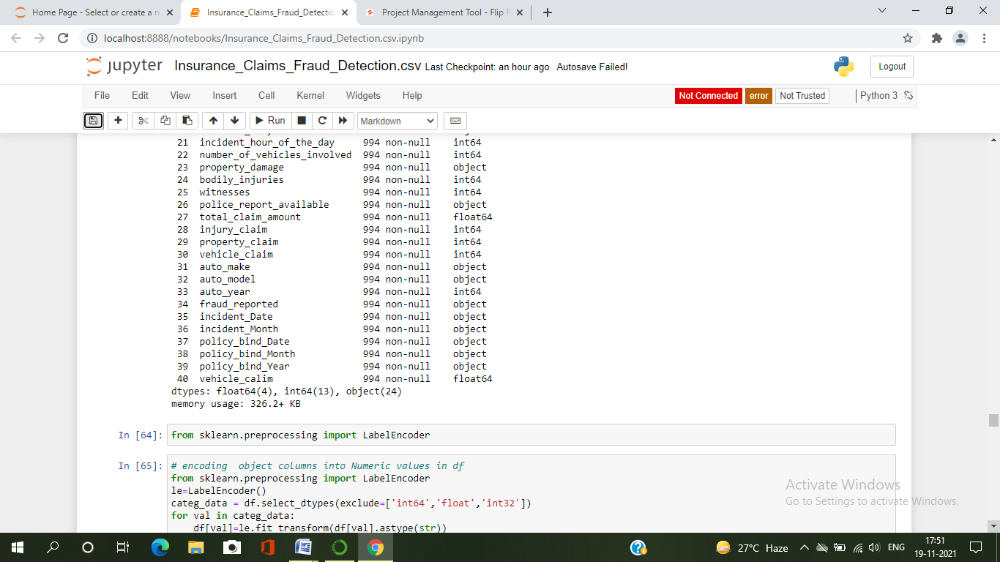 Home Page - Select or create a n
Insurance_Claims_Fraud_Detectio
Project Management Tool - Flip R
localhost:8888/notebooks/Insurance_Claims_Fraud_Detection.csv.ipynb
jupyter Insurance_Claims_Fraud_Detection.csv Last Checkpoint: an hour ago Autosave Failed!
Logout
File Edit View Insert Cell Kernel Widgets Help
Not Connected error Not Trusted Python 3
Run Markdown
21 incident_hour_of_the_day 994 non-null int64
22 number_of_vehicles_involved 994 non-null int64
23 property_damage 994 non-null object
24 bodily_injuries 994 non-null int64
25 witnesses 994 non-null int64
26 police_report_available 994 non-null object
27 total_claim_amount 994 non-null float64
28 injury_claim 994 non-null int64
29 property_claim 994 non-null int64
30 vehicle_claim 994 non-null int64
31 auto_make 994 non-null object
32 auto_model 994 non-null object
33 auto_year 994 non-null int64
34 fraud_reported 994 non-null object
35 incident_Date 994 non-null object
36 incident_Month 994 non-null object
37 policy_bind_Date 994 non-null object
38 policy_bind_Month 994 non-null object
39 policy_bind_Year 994 non-null object
40 vehicle_calim 994 non-null float64
dtypes: float64(4), int64(13), object(24)
memory usage: 326.2+ KB
In [64]: from sklearn.preprocessing import LabelEncoder
In [65]: # encoding  object columns into Numeric values in df
from sklearn.preprocessing import LabelEncoder
le=LabelEncoder()
categ_data = df.select_dtypes(exclude=['int64','float','int32'])
for val in categ_data:
df[val]=le.fit_transform(df[val].astype(str))
Activate Windows
Go to Settings to activate Windows.
27°C Haze
ENG
17:51
19-11-2021